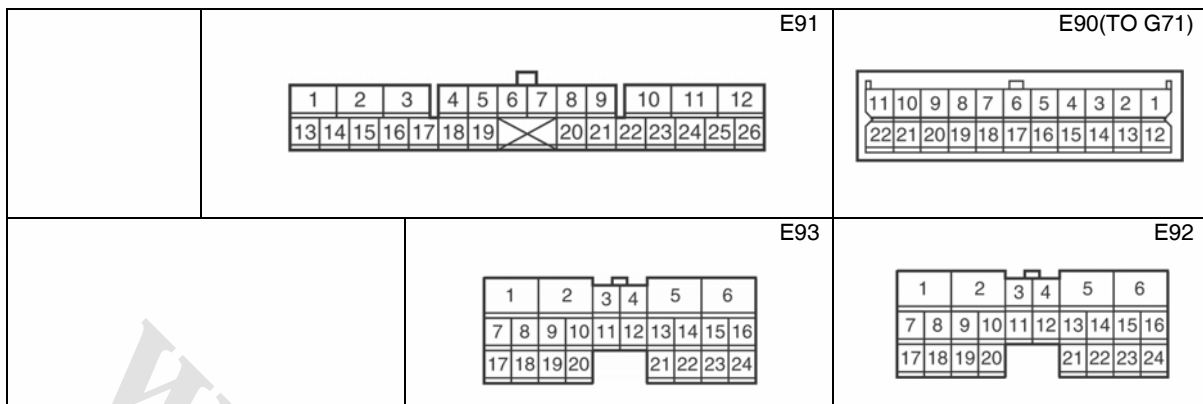 E91
1 2 3 4 5 6 7 8 9 10 11 12
13 14 15 16 17 18 19 20 21 22 23 24 25 26
E90(TO G71)
11 10 9 8 7 6 5 4 3 2 1
22 21 20 19 18 17 16 15 14 13 12
E93
1 2 3 4 5 6
7 8 9 10 11 12 13 14 15 16
17 18 19 20 21 22 23 24
E92
1 2 3 4 5 6
7 8 9 10 11 12 13 14 15 16
17 18 19 20 21 22 23 24